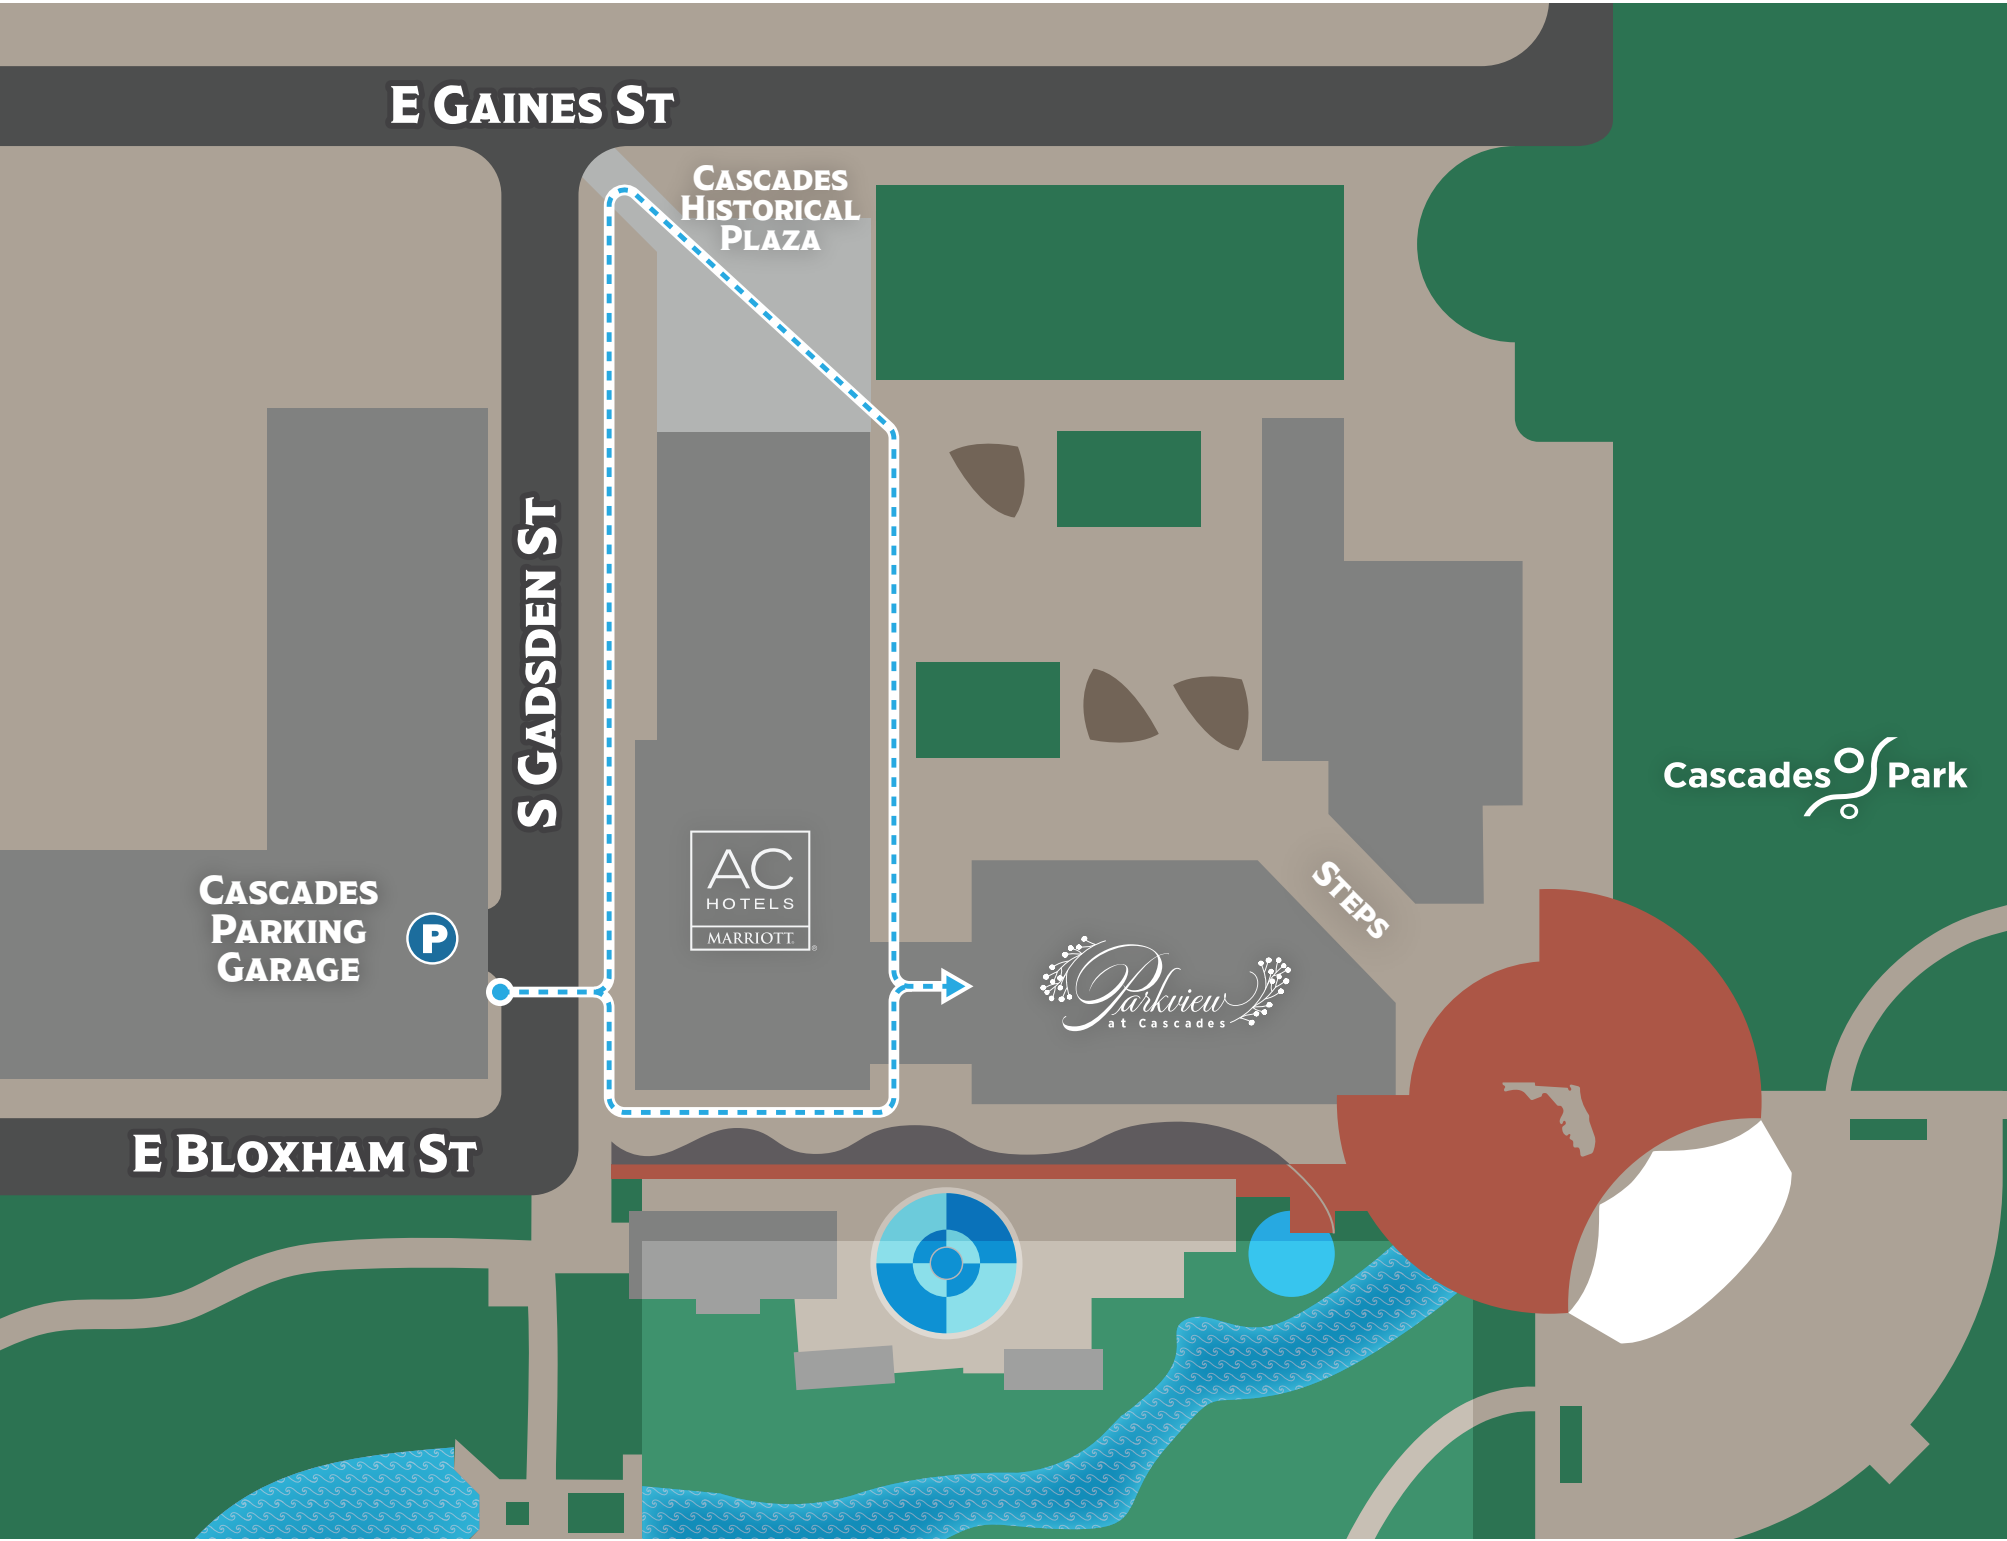 E GAINES ST
CASCADES
HISTORICAL
PLAZA
S GADSDEN ST
Cascades Park
AC
HOTELS
MARRIOTT®
STEPS
CASCADES
PARKING
GARAGE
P
Parkview
at Cascades
E BLOXHAM ST